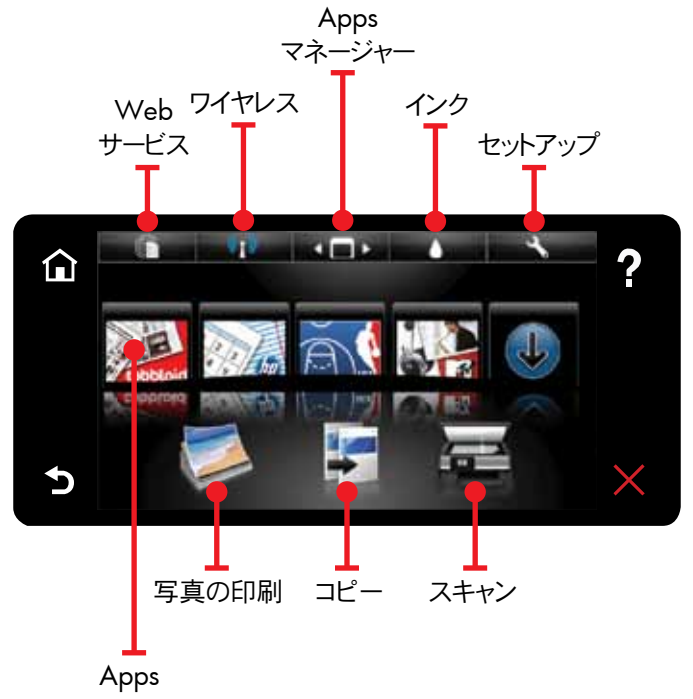 Apps
マネージャー
Web
サービス
ワイヤレス
インク
セットアップ
?
tabbloid
hp
写真の印刷
コピー
スキャン
Apps